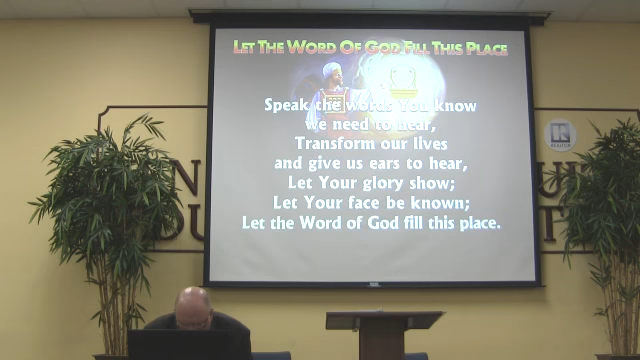 LET THE WORD OF GOD FILL THIS PLACE
Speak the words You know
we need to hear,
Transform our lives
and give us ears to hear,
Let Your glory show;
Let Your face be known;
Let the Word of God fill this place.
R
REALTOR